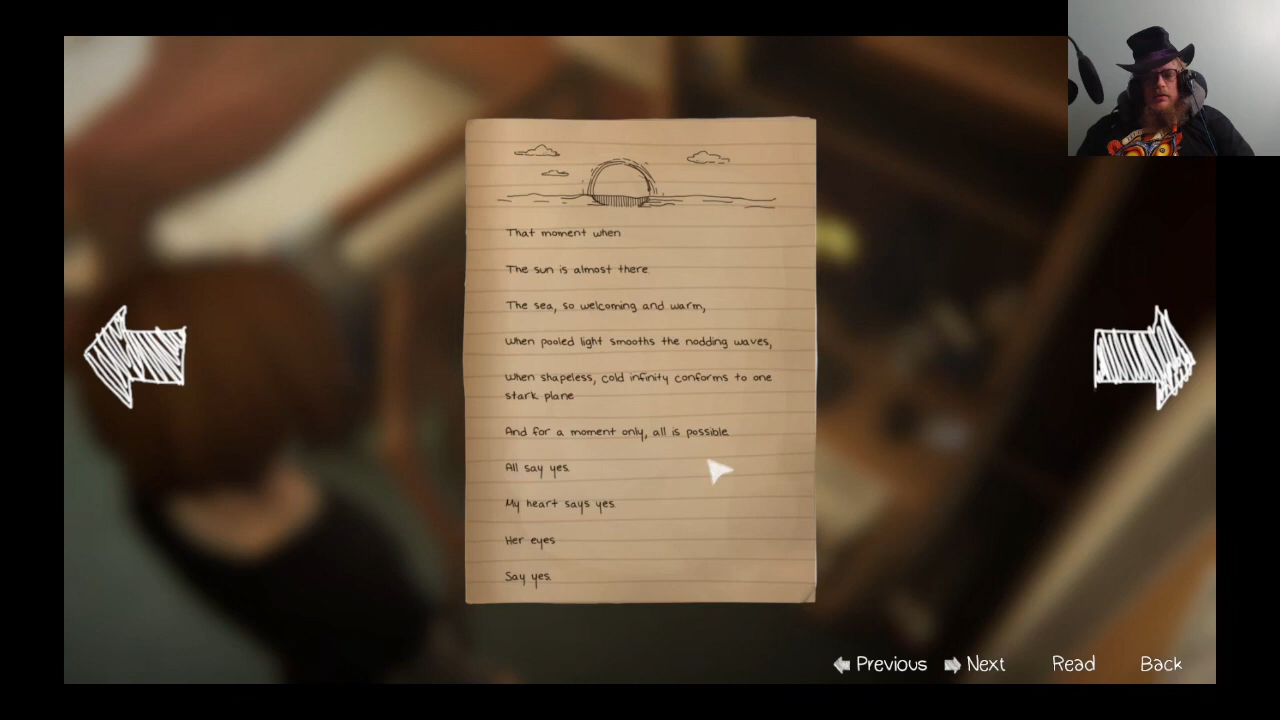 That moment when
The sun is almost there
The sea, so welcoming and warm,
When pooled light smooths the nodding waves,
When shapeless, cold infinity conforms to one
stark plane
And for a moment only, all is possible.
All say yes.
My heart says yes.
Her eyes
Say yes.
Previous Next Read Back